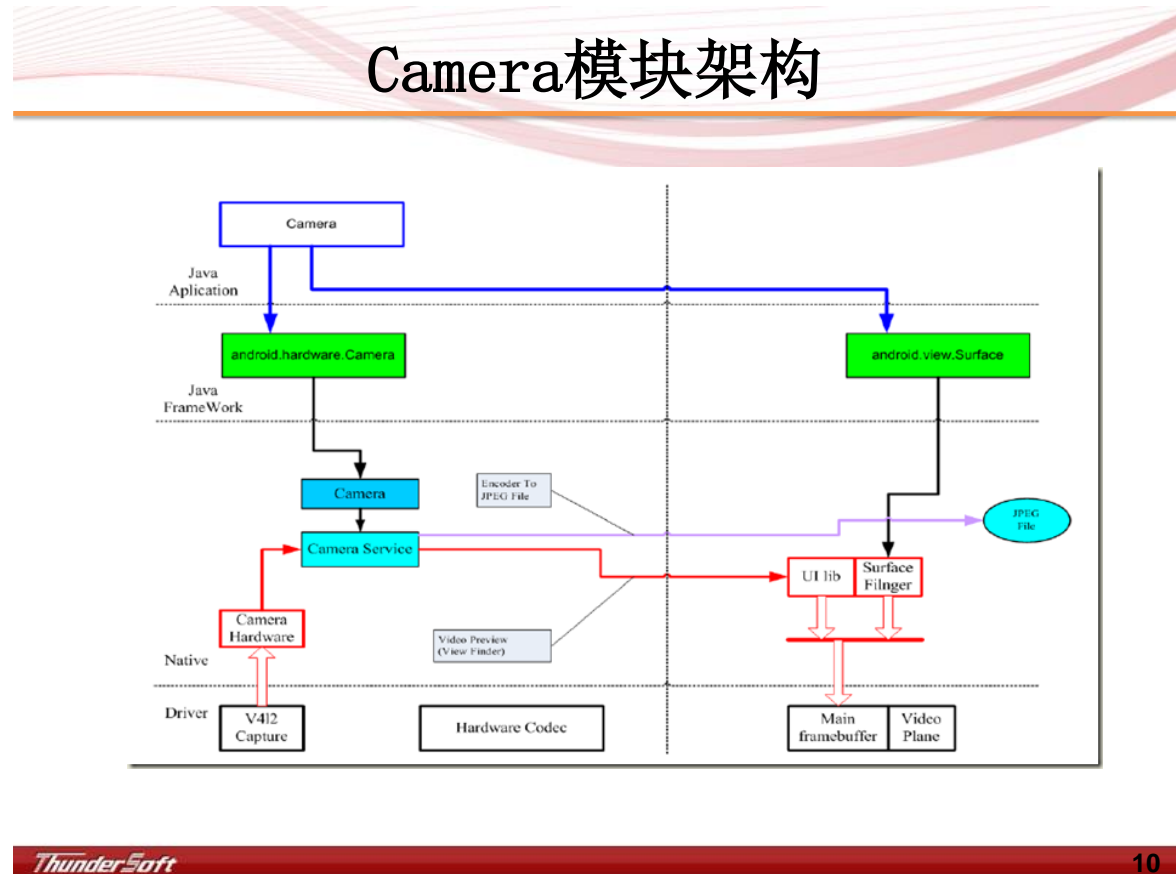 Camera模块架构
Camera
Java
Aplication
android.hardware.Camera
android.view.Surface
Java
FrameWork
Camera
Encoder To
JPEG File
JPEG
File
Camera Service
UI lib
Surface
Filnger
Camera
Hardware
Video Preview
(View Finder)
Native
Driver
V4l2
Capture
Hardware Codec
Main
framebuffer
Video
Plane
ThunderSoft
10